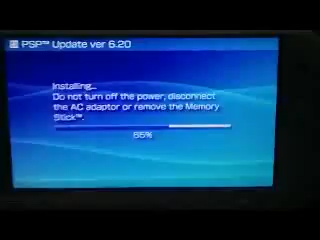 PSP™ Update ver 6.20
Installing...
Do not turn off the power, disconnect
the AC adaptor or remove the Memory
Stick™.
65%